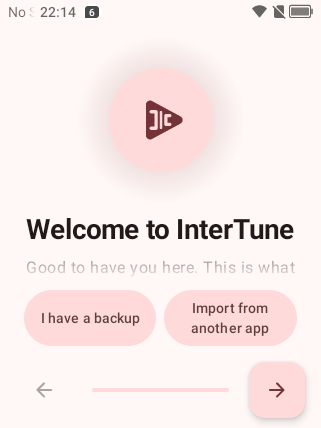 No S 22:14 6
Welcome to InterTune
Good to have you here. This is what
I have a backup
Import from
another app